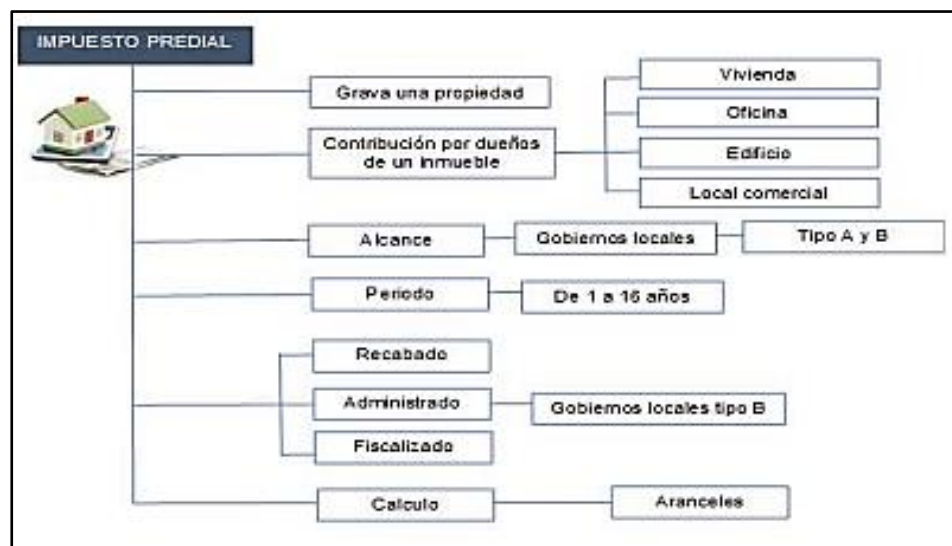 IMPUESTO PREDIAL
Grava una propiedad
Contribución por dueños
de un inmueble
Vivienda
Oficina
Edificio
Local comercial
Alcance
Gobiernos locales
Tipo A y B
Periodo
De 1 a 16 años
Recabado
Administrado
Gobiernos locales tipo B
Fiscalizado
Calculo
Aranceles